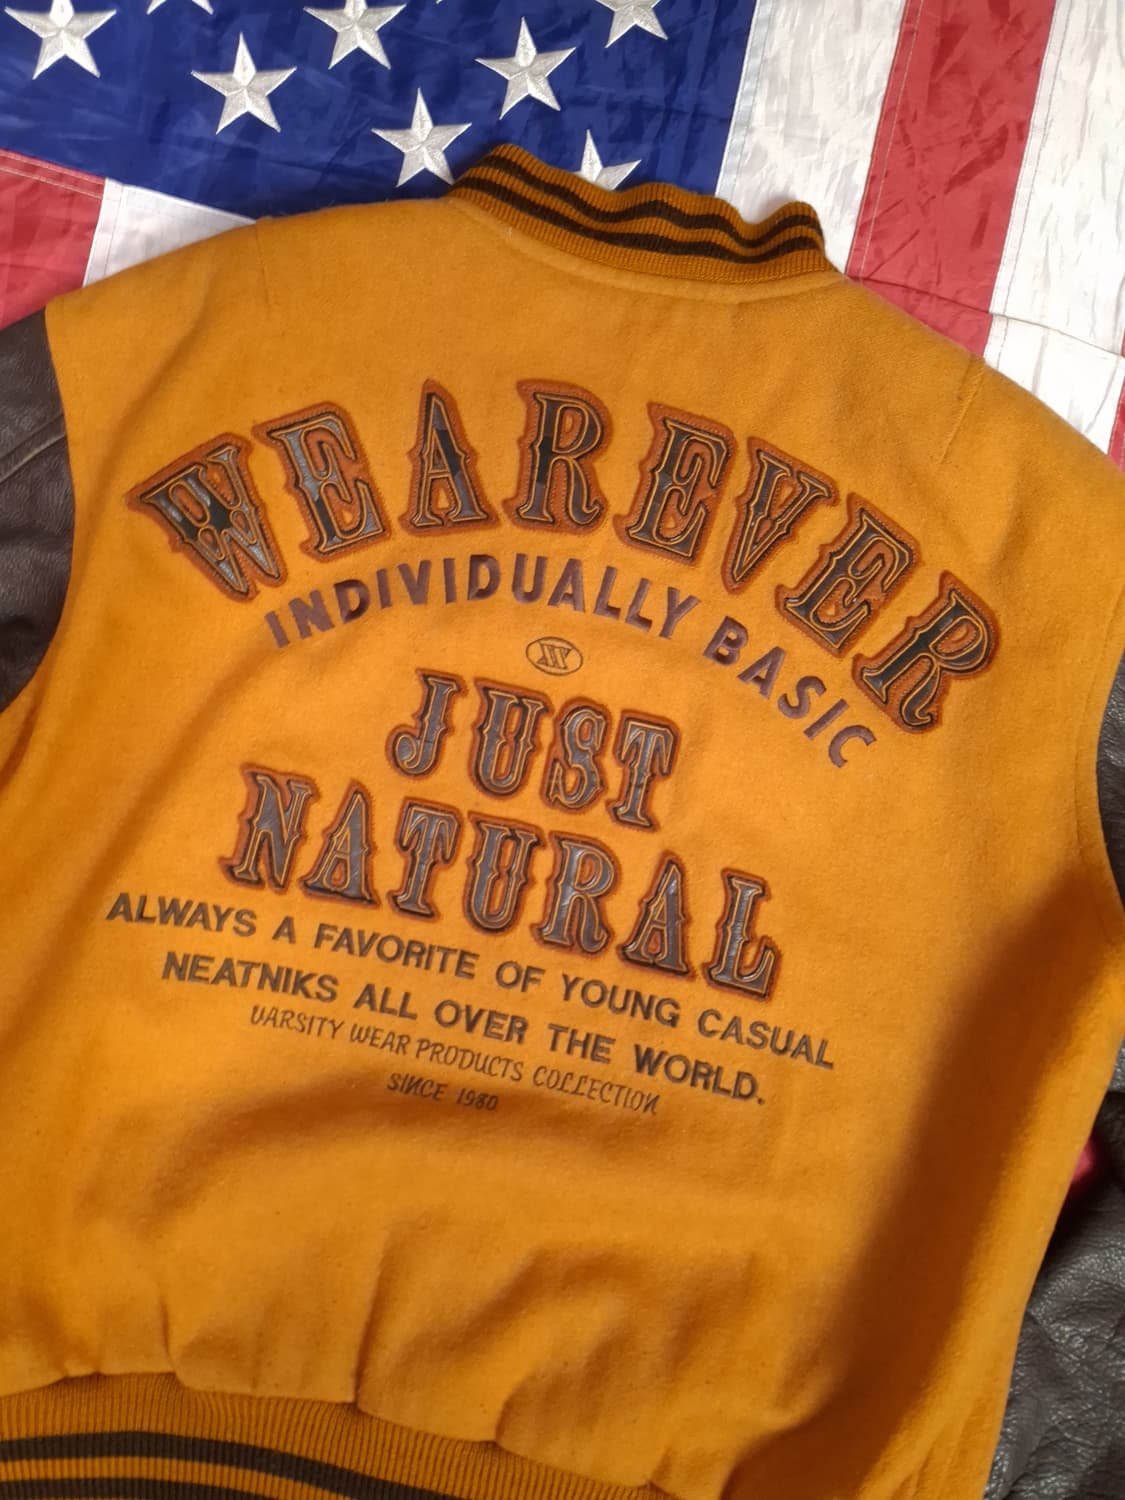 WEAREVER
INDIVIDUALLY BASIC
JUST
NATURAL
ALWAYS A FAVORITE OF YOUNG CASUAL
NEATNIKS ALL OVER THE WORLD.
VARSITY WEAR PRODUCTS COLLECTION
SINCE 1980